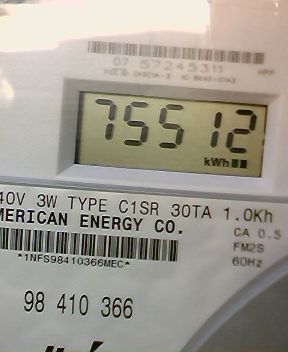 07 57245311
75512
kWh
40V 3W TYPE C1SR 30TA 1.0Kh
MERICAN ENERGY CO.
CA 0.5
FM2S
*1NFS98410366MEC*
60Hz
98 410 366